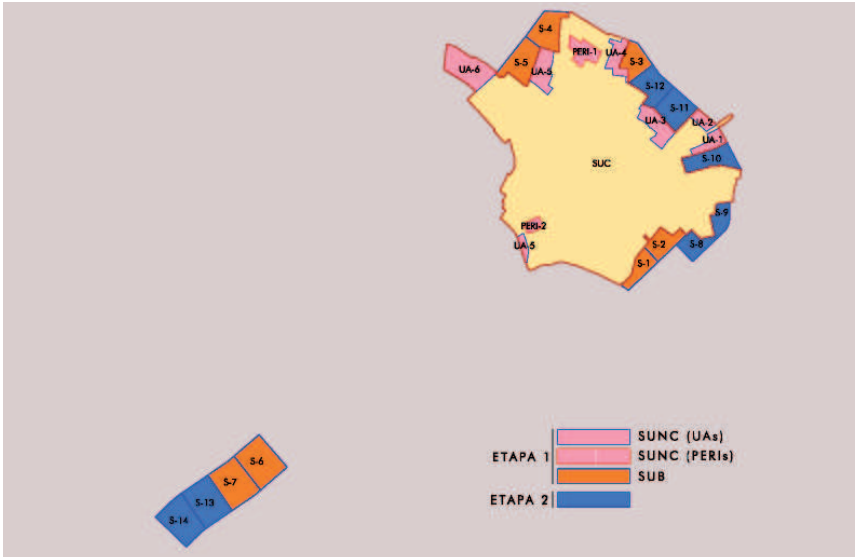 S-4
PERI-1
UA-4
S-5
UA-5
S-3
UA-6
S-12
S-11
UA-3
UA-2
UA-1
S-10
SUC
S-9
PERI-2
UA-5
S-2
S-8
S-1
S-6
S-7
S-13
S-14
SUNC (UAs)
ETAPA 1 SUNC (PERIs)
SUB
ETAPA 2